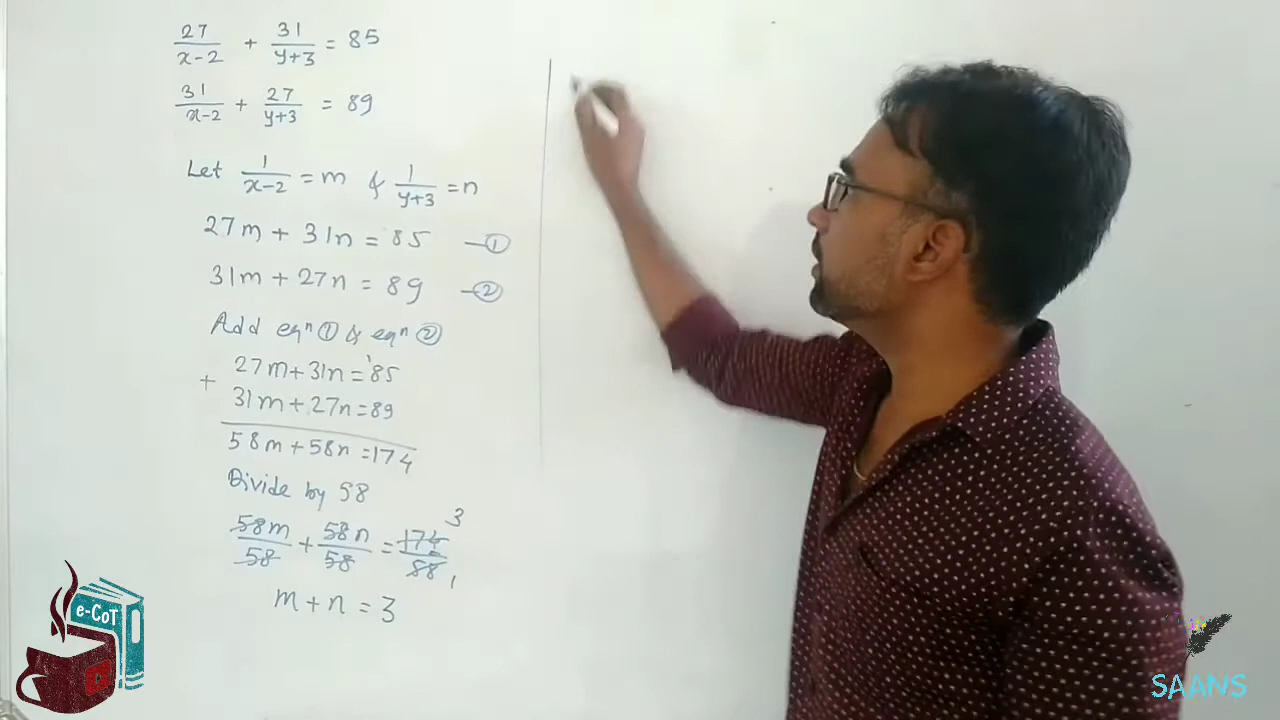 27/(x-2) + 31/(y+3) = 85
31/(x-2) + 27/(y+3) = 89
Let 1/(x-2) = m & 1/(y+3) = n
27m + 31n = 85 —①
31m + 27n = 89 —②
Add eqⁿ ① & eqⁿ ②
27m+31n=¹85
+ 31m+27n=89
58m+58n=174
Divide by 58
58m/58 + 58n/58 = 174/58 3 1
m+n=3
e-CoT
SAANS